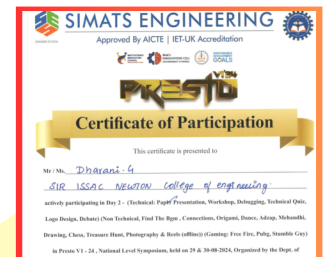 SIMATS ENGINEERING
Approved By AICTE | IET-UK Accreditation
GOALS
PRESTO V1-24
Certificate of Participation
This certificate is presented to
Mr / Ms. Dharani. G
SIR ISSAC NEWTON College of engineering
actively participating in Day 2 - (Technical: Paper Presentation, Workshop, Debugging, Technical Quiz,
Logo Design, Debate) (Non Technical, Find The Bgm , Connections, Origami, Dance, Adzap, Mehandhi,
Drawing, Chess, Treasure Hunt, Photography & Reels (offline)) (Gaming: Free Fire, Pubg, Stumble Guy)
in Presto V1 - 24 , National Level Symposium, held on 29 & 30-08-2024, Organized by the Dept. of